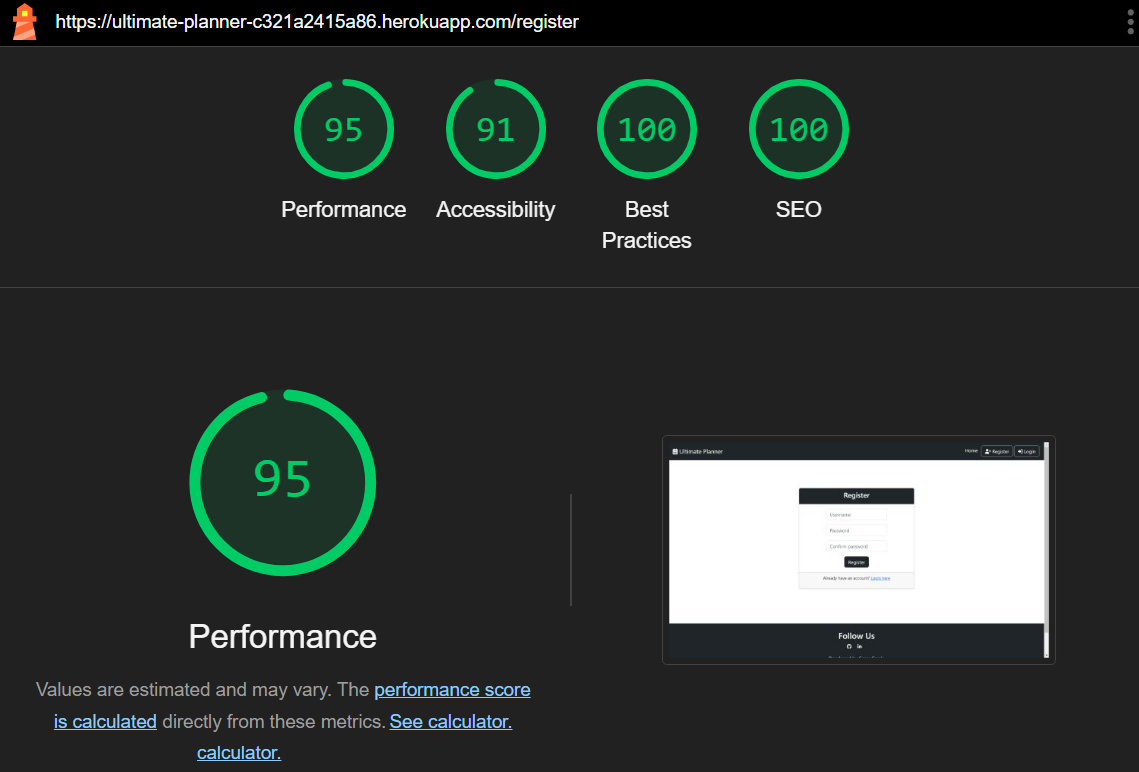 https://ultimate-planner-c321a2415a86.herokuapp.com/register
95
91
100
100
Performance
Accessibility
Best
Practices
SEO
95
Performance
Values are estimated and may vary. The performance score
is calculated directly from these metrics. See calculator.
calculator.
Ultimate Planner
Home
Register
Login
Register
Username
Password
Confirm password
Register
Already have an account? Login here
Follow Us